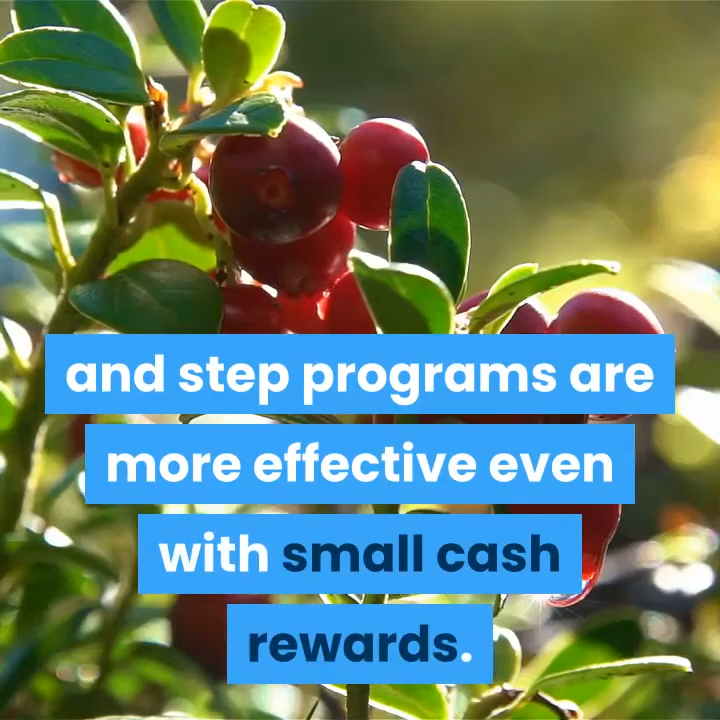 and step programs are
more effective even
with small cash
rewards.